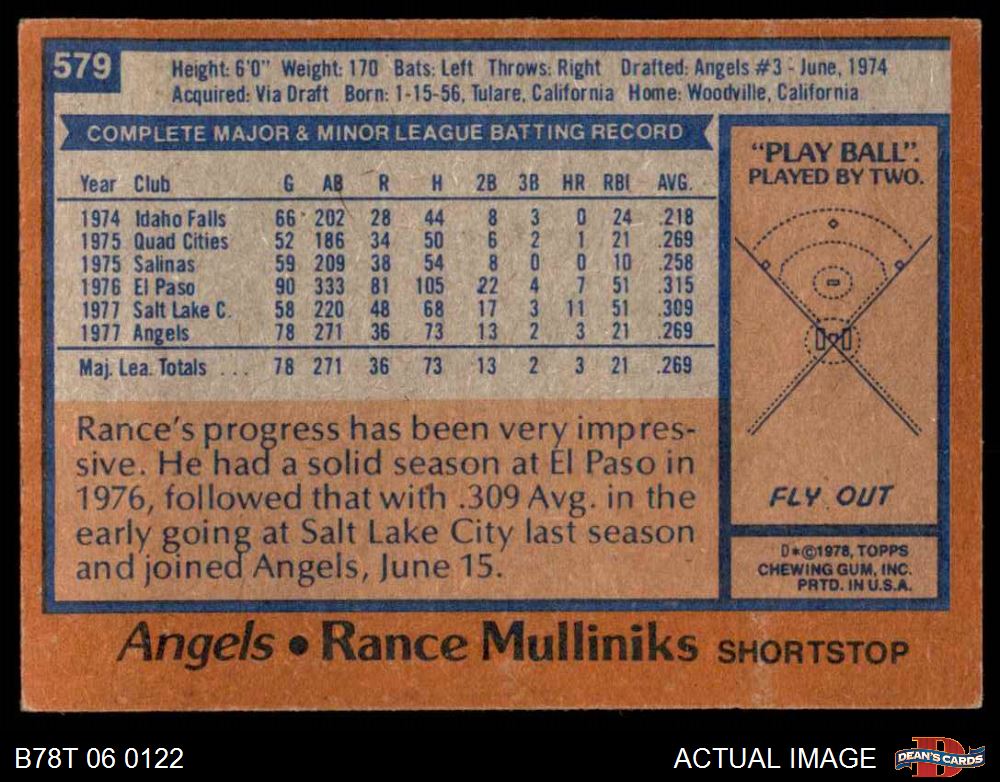 579
Height: 6'0" Weight: 170 Bats: Left Throws: Right Drafted: Angels #3 - June, 1974
Acquired: Via Draft Born: 1-15-56, Tulare, California Home: Woodville, California
COMPLETE MAJOR & MINOR LEAGUE BATTING RECORD
Year Club G AB R H 2B 3B HR RBI AVG.
1974 Idaho Falls 66 202 28 44 8 3 0 24 .218
1975 Quad Cities 52 186 34 50 6 2 1 21 .269
1975 Salinas 59 209 38 54 8 0 0 10 .258
1976 El Paso 90 333 81 105 22 4 7 51 .315
1977 Salt Lake C. 58 220 48 68 17 3 11 51 .309
1977 Angels 78 271 36 73 13 2 3 21 .269
Maj. Lea. Totals ... 78 271 36 73 13 2 3 21 .269
Rance's progress has been very impres-
sive. He had a solid season at El Paso in
1976, followed that with .309 Avg. in the
early going at Salt Lake City last season
and joined Angels, June 15.
"PLAY BALL".
PLAYED BY TWO.
FLY OUT
D*©1978, TOPPS
CHEWING GUM, INC.
PRTD. IN U.S.A.
Angels • Rance Mulliniks SHORTSTOP
B78T 06 0122
ACTUAL IMAGE
D
DEAN'S CARDS